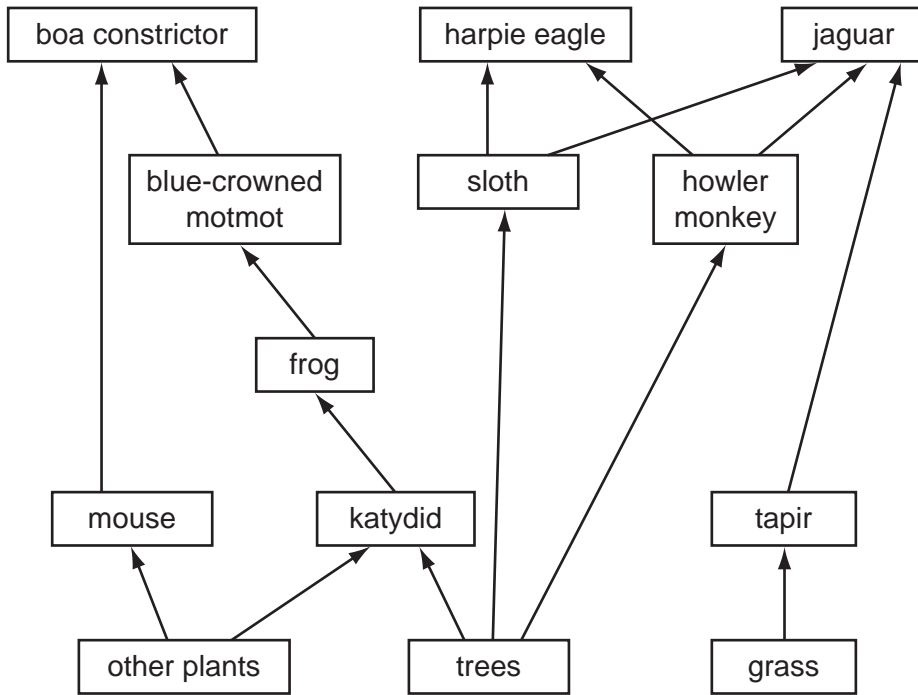 boa constrictor
harpie eagle
jaguar
blue-crowned
motmot
sloth
howler
monkey
frog
mouse
katydid
tapir
other plants
trees
grass